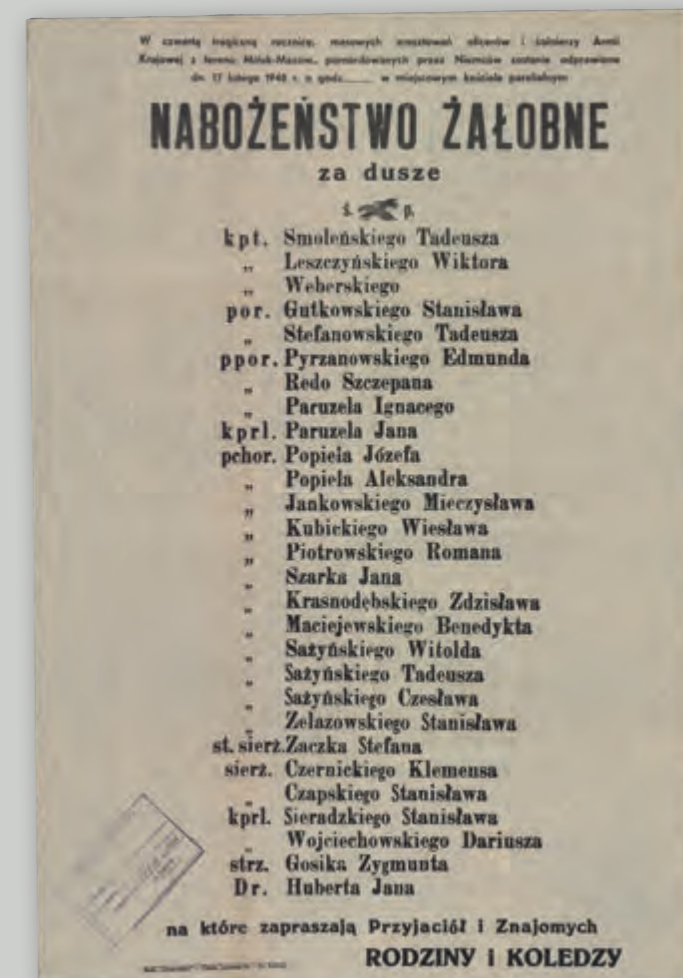 W czwartą tragiczną rocznicę, masowych aresztowań oficerów i żołnierzy Armii
Krajowej z terenu Mińsk-Mazow., pomordowanych przez Niemców zostanie odprawione
dn. 17 lutego 1948 r. o godz. w miejscowym kościele parafialnym
NABOŻEŃSTWO ŻAŁOBNE
za dusze
ś. p.
kpt. Smoleńskiego Tadeusza
„ Leszczyńskiego Wiktora
„ Weberskiego
por. Gutkowskiego Stanisława
„ Stefanowskiego Tadeusza
ppor. Pyrzanowskiego Edmunda
„ Redo Szczepana
„ Paruzela Ignacego
kprl. Paruzela Jana
pchor. Popiela Józefa
„ Popiela Aleksandra
„ Jankowskiego Mieczysława
„ Kubickiego Wiesława
„ Piotrowskiego Romana
„ Szarka Jana
„ Krasnodębskiego Zdzisława
„ Maciejewskiego Benedykta
„ Sażyńskiego Witolda
„ Sażyńskiego Tadeusza
„ Sażyńskiego Czesława
„ Zelazowskiego Stanisława
st. sierż. Zaczka Stefana
sierż. Czernickiego Klemensa
„ Czapskiego Stanisława
kprl. Sieradzkiego Stanisława
„ Wojciechowskiego Dariusza
strz. Gosika Zygmunta
Dr. Huberta Jana
na które zapraszają Przyjaciół i Znajomych
RODZINY i KOLEDZY